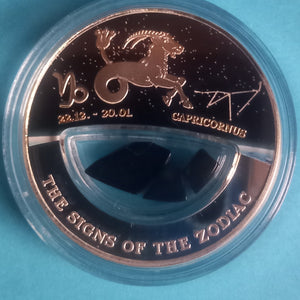 ♑
22.12. - 20.01.
CAPRICORNUS
THE SIGNS OF THE ZODIAC